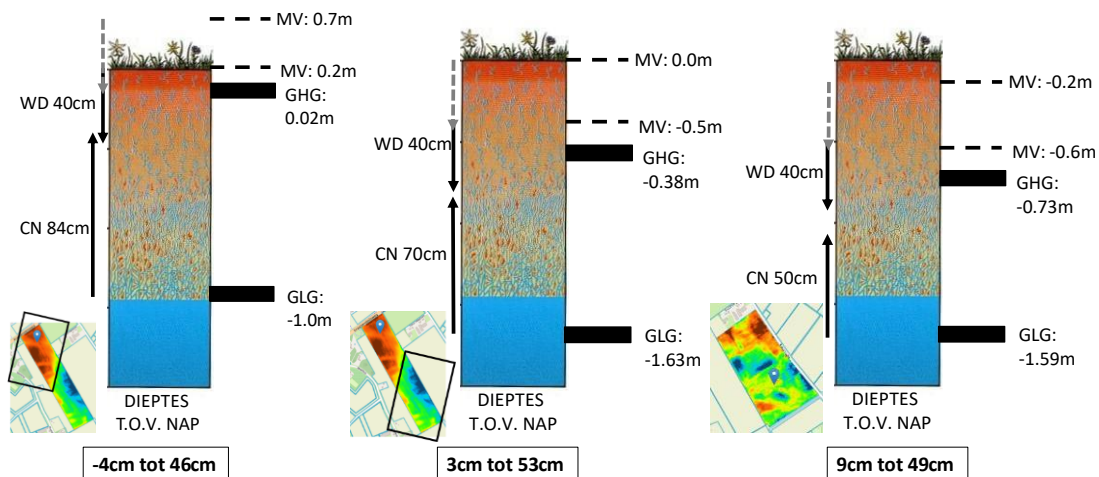 MV: 0.7m
MV: 0.2m
GHG:
0.02m
WD 40cm
CN 84cm
GLG:
-1.0m
DIEPTES
T.O.V. NAP
-4cm tot 46cm
MV: 0.0m
MV: -0.5m
WD 40cm
GHG:
-0.38m
CN 70cm
GLG:
-1.63m
DIEPTES
T.O.V. NAP
3cm tot 53cm
MV: -0.2m
MV: -0.6m
WD 40cm
GHG:
-0.73m
CN 50cm
GLG:
-1.59m
DIEPTES
T.O.V. NAP
9cm tot 49cm